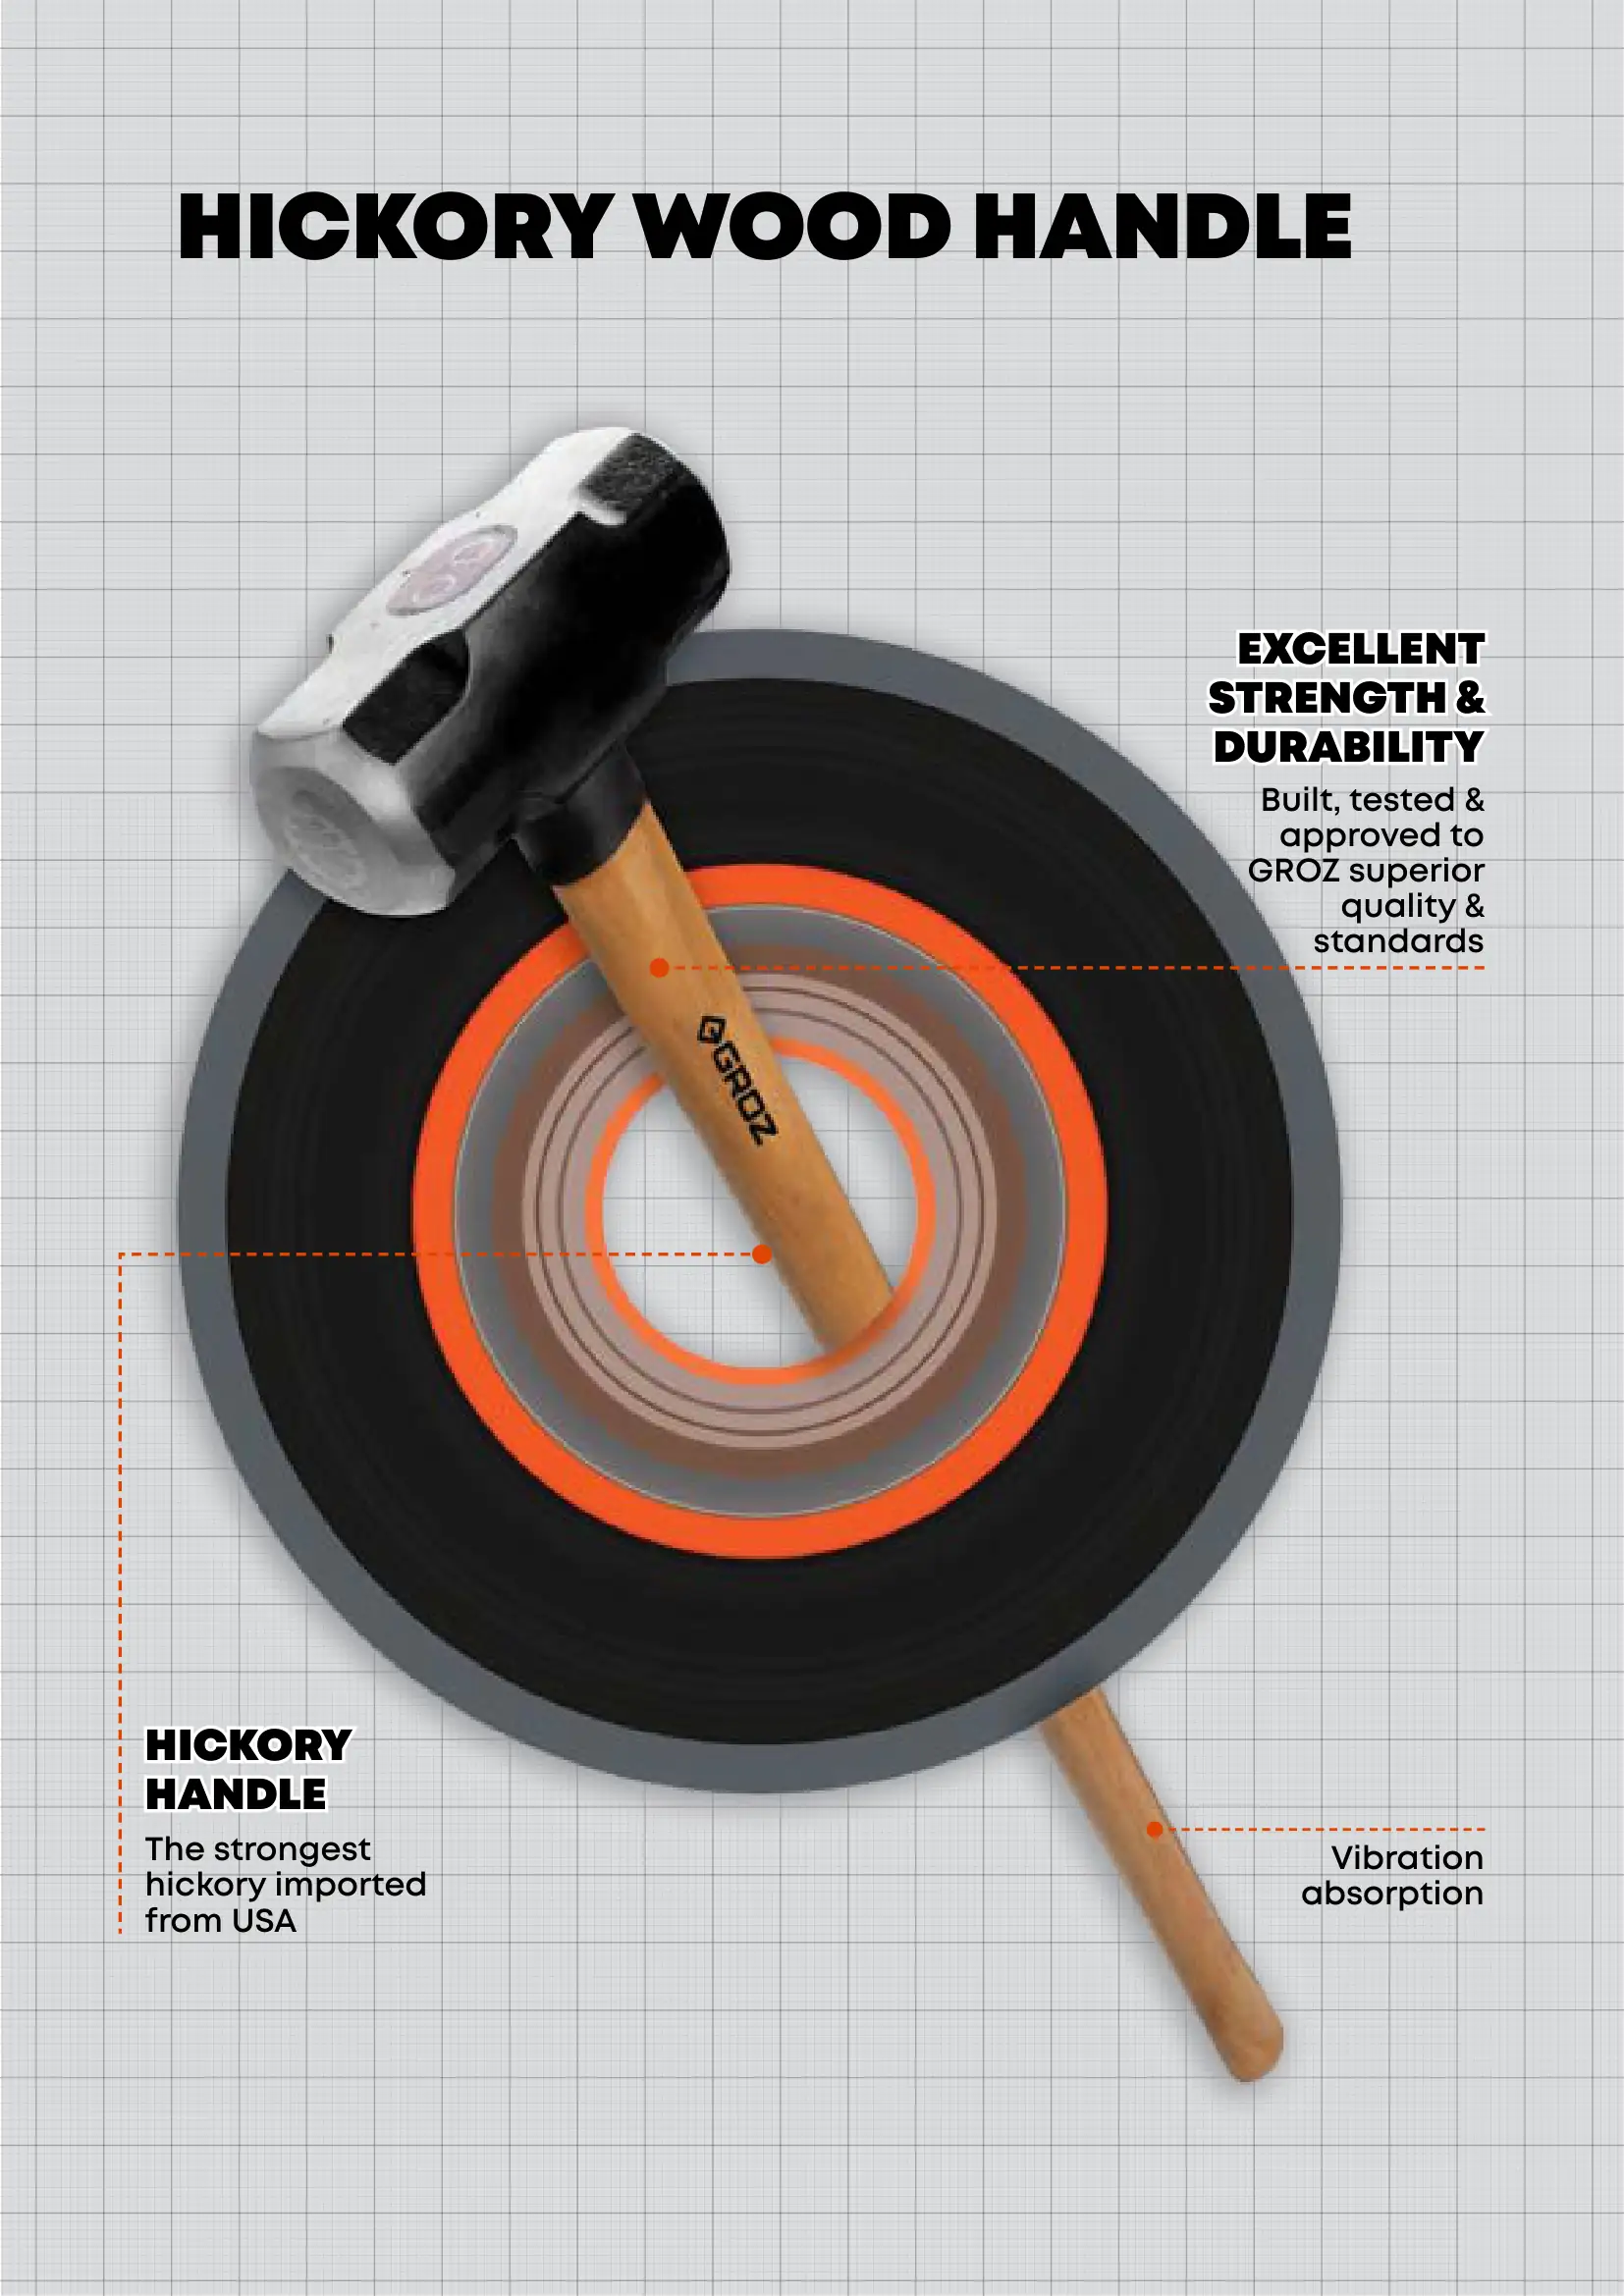 HICKORY WOOD HANDLE
EXCELLENT
STRENGTH &
DURABILITY
Built, tested &
approved to
GROZ superior
quality &
standards
GROZ
HICKORY
HANDLE
The strongest
hickory imported
from USA
Vibration
absorption